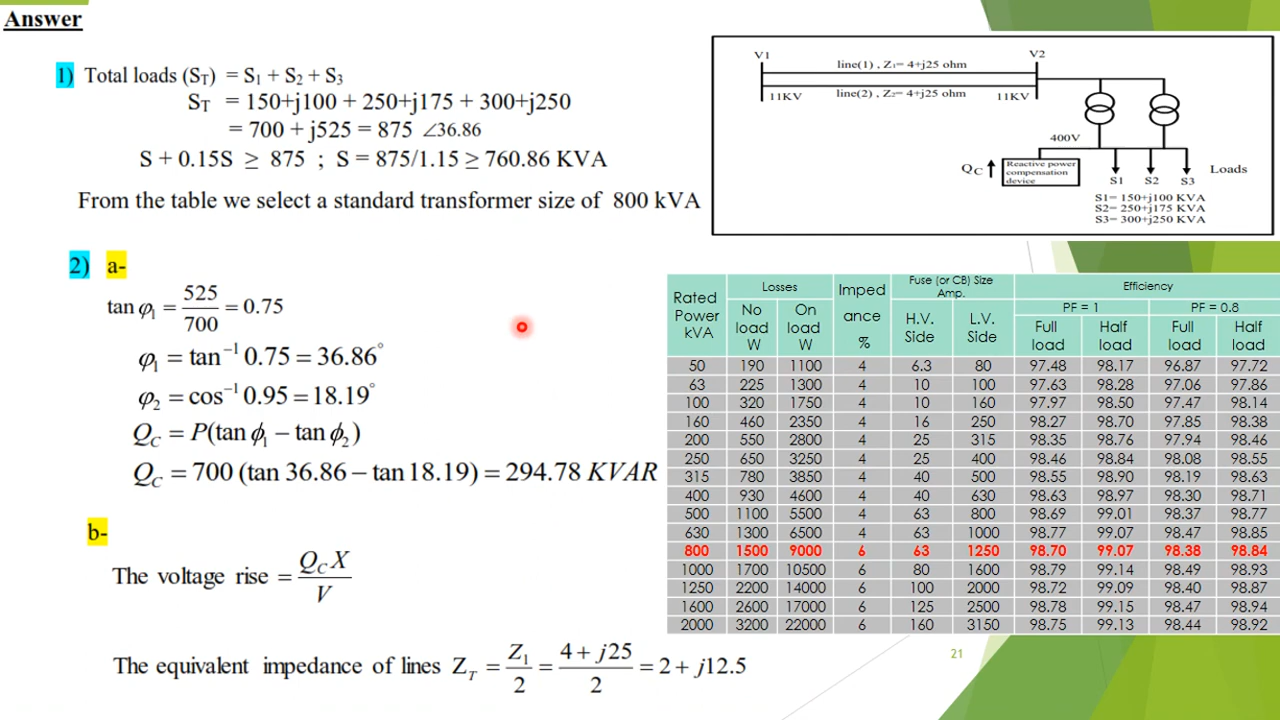 Answer
1) Total loads (S_T) = S₁ + S₂ + S₃
S_T = 150+j100 + 250+j175 + 300+j250
= 700 + j525 = 875 ∠36.86
S + 0.15S ≥ 875 ; S = 875/1.15 ≥ 760.86 KVA
From the table we select a standard transformer size of 800 kVA
2) a-
tan φ₁ = 525/700 = 0.75
φ₁ = tan⁻¹ 0.75 = 36.86°
φ₂ = cos⁻¹ 0.95 = 18.19°
Q_C = P(tan ϕ₁ − tan ϕ₂)
Q_C = 700 (tan 36.86 − tan 18.19) = 294.78 KVAR
b-
The voltage rise = Q_C X / V
The equivalent impedance of lines Z_T = Z₁/2 = (4 + j25)/2 = 2 + j12.5
V1 V2
line(1) , Z₁= 4+j25 ohm
11KV line(2) , Z₂= 4+j25 ohm 11KV
400V
Q_C Reactive power compensation device
S1 S2 S3 Loads
S1= 150+j100 KVA
S2= 250+j175 KVA
S3= 300+j250 KVA
Rated Power kVA Losses Impedance % Fuse (or CB) Size Amp. Efficiency
No load W On load W H.V. Side L.V. Side PF = 1 PF = 0.8
Full load Half load Full load Half load
50 190 1100 4 6.3 80 97.48 98.17 96.87 97.72
63 225 1300 4 10 100 97.63 98.28 97.06 97.86
100 320 1750 4 10 160 97.97 98.50 97.47 98.14
160 460 2350 4 16 250 98.27 98.70 97.85 98.38
200 550 2800 4 25 315 98.35 98.76 97.94 98.46
250 650 3250 4 25 400 98.46 98.84 98.08 98.55
315 780 3850 4 40 500 98.55 98.90 98.19 98.63
400 930 4600 4 40 630 98.63 98.97 98.30 98.71
500 1100 5500 4 63 800 98.69 99.01 98.37 98.77
630 1300 6500 4 63 1000 98.77 99.07 98.47 98.85
800 1500 9000 6 63 1250 98.70 99.07 98.38 98.84
1000 1700 10500 6 80 1600 98.79 99.14 98.49 98.93
1250 2200 14000 6 100 2000 98.72 99.09 98.40 98.87
1600 2600 17000 6 125 2500 98.78 99.15 98.47 98.94
2000 3200 22000 6 160 3150 98.75 99.13 98.44 98.92
21